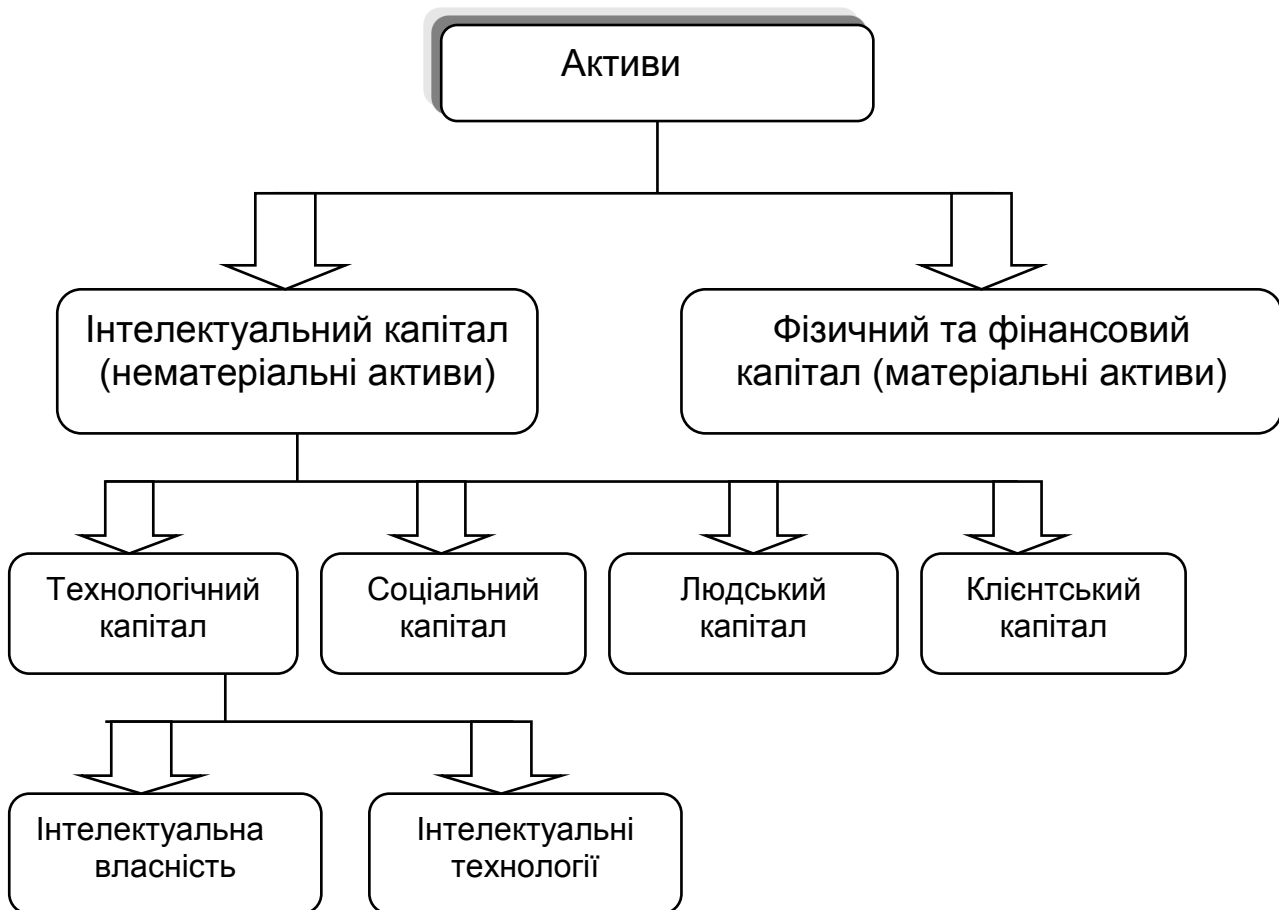 Активи
Інтелектуальний капітал
(нематеріальні активи)
Фізичний та фінансовий
капітал (матеріальні активи)
Технологічний
капітал
Соціальний
капітал
Людський
капітал
Клієнтський
капітал
Інтелектуальна
власність
Інтелектуальні
технології